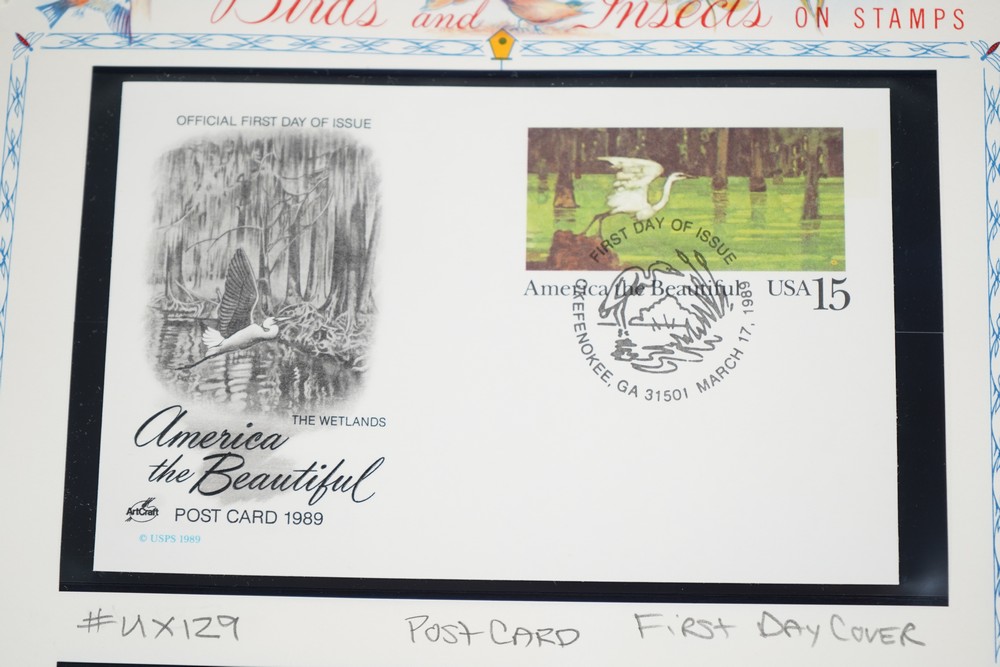 Birds and Insects ON STAMPS
OFFICIAL FIRST DAY OF ISSUE
THE WETLANDS
America
the Beautiful
ArtCraft
POST CARD 1989
© USPS 1989
America the Beautiful USA 15
FIRST DAY OF ISSUE
OKEFENOKEE, GA 31501 MARCH 17, 1989
#UX129 POST CARD First DAY COVER